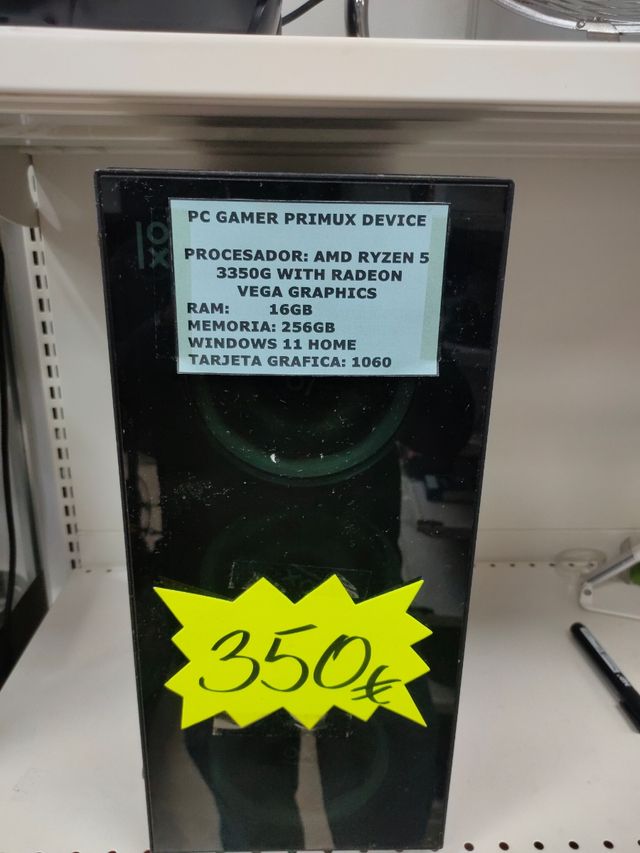 PC GAMER PRIMUX DEVICE
PROCESADOR: AMD RYZEN 5
3350G WITH RADEON
VEGA GRAPHICS
RAM: 16GB
MEMORIA: 256GB
WINDOWS 11 HOME
TARJETA GRAFICA: 1060
350€